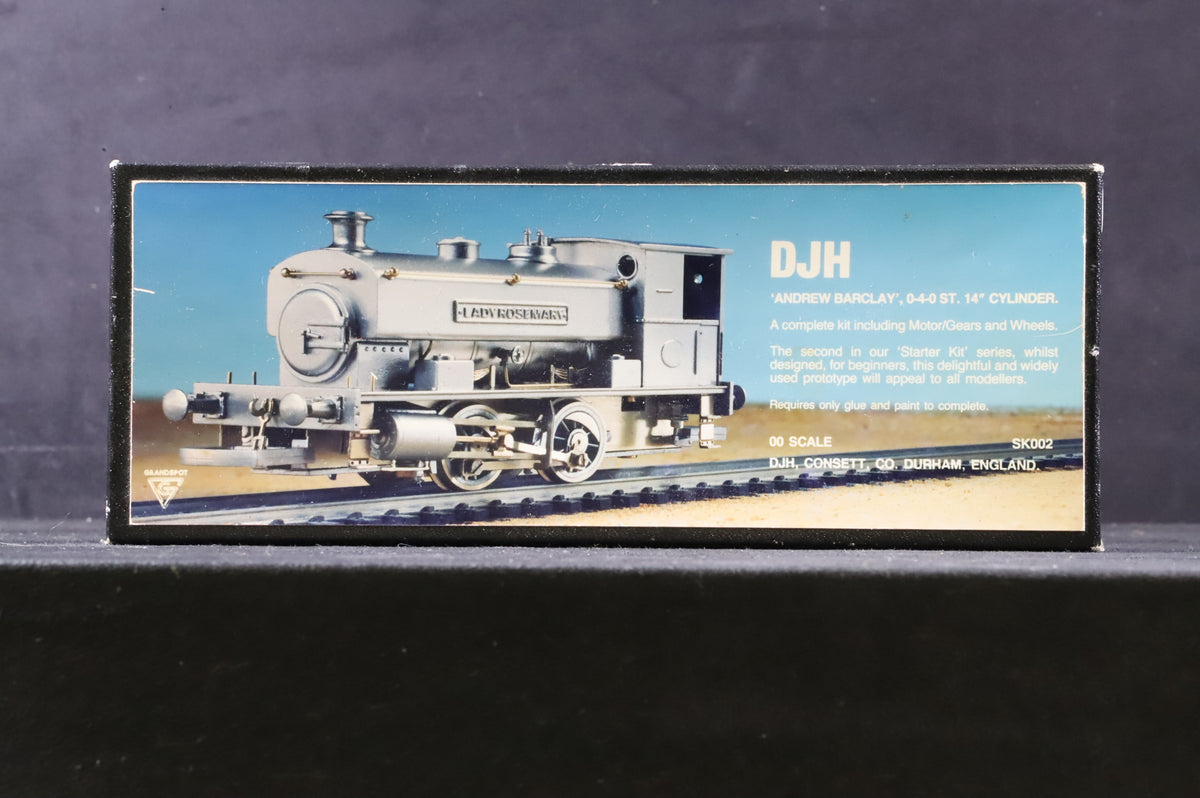 DJH
'ANDREW BARCLAY', 0-4-0 ST. 14" CYLINDER.
A complete kit including Motor/Gears and Wheels.
The second in our 'Starter Kit' series, whilst
designed, for beginners, this delightful and widely
used prototype will appeal to all modellers.
Requires only glue and paint to complete.
00 SCALE
SK002
DJH, CONSETT, CO. DURHAM, ENGLAND.
·LADY ROSEMARY·
GRANDSPOT
G